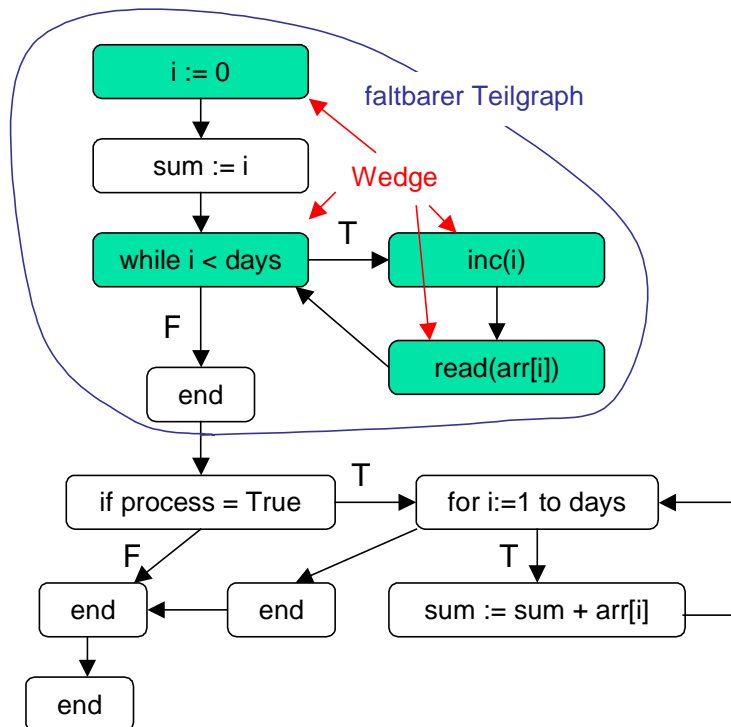 i := 0
faltbarer Teilgraph
sum := i
Wedge
while i < days
T
inc(i)
F
read(arr[i])
end
if process = True
T
for i:=1 to days
F
T
end
end
sum := sum + arr[i]
end